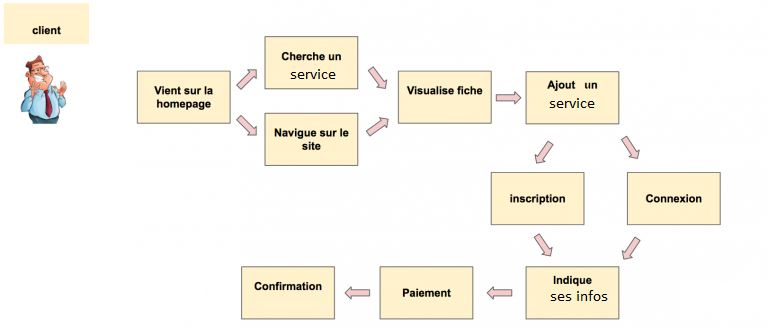 client
Vient sur la
homepage
Cherche un
service
Navigue sur le
site
Visualise fiche
Ajout un
service
inscription
Connexion
Indique
ses infos
Paiement
Confirmation